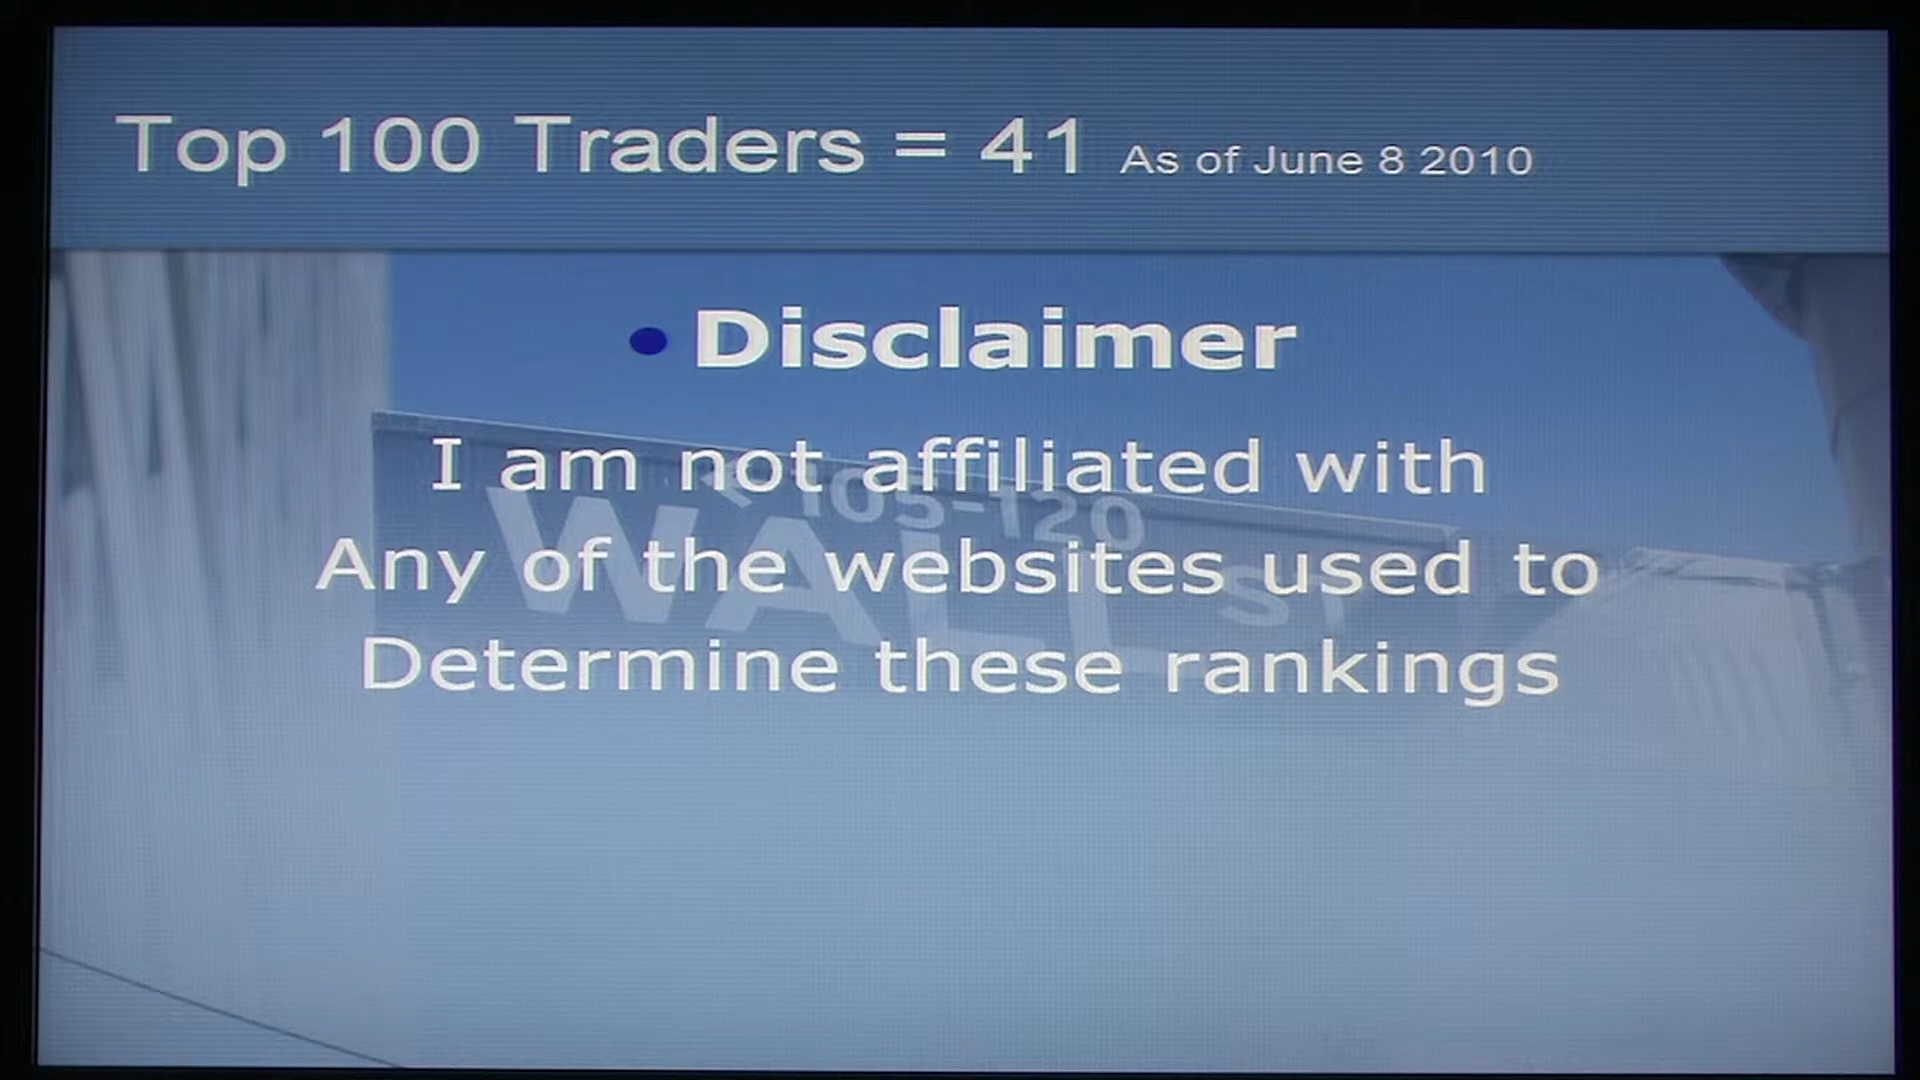 Top 100 Traders = 41 As of June 8 2010
• Disclaimer
I am not affiliated with
105-120
Any of the websites used to
WALL ST
Determine these rankings